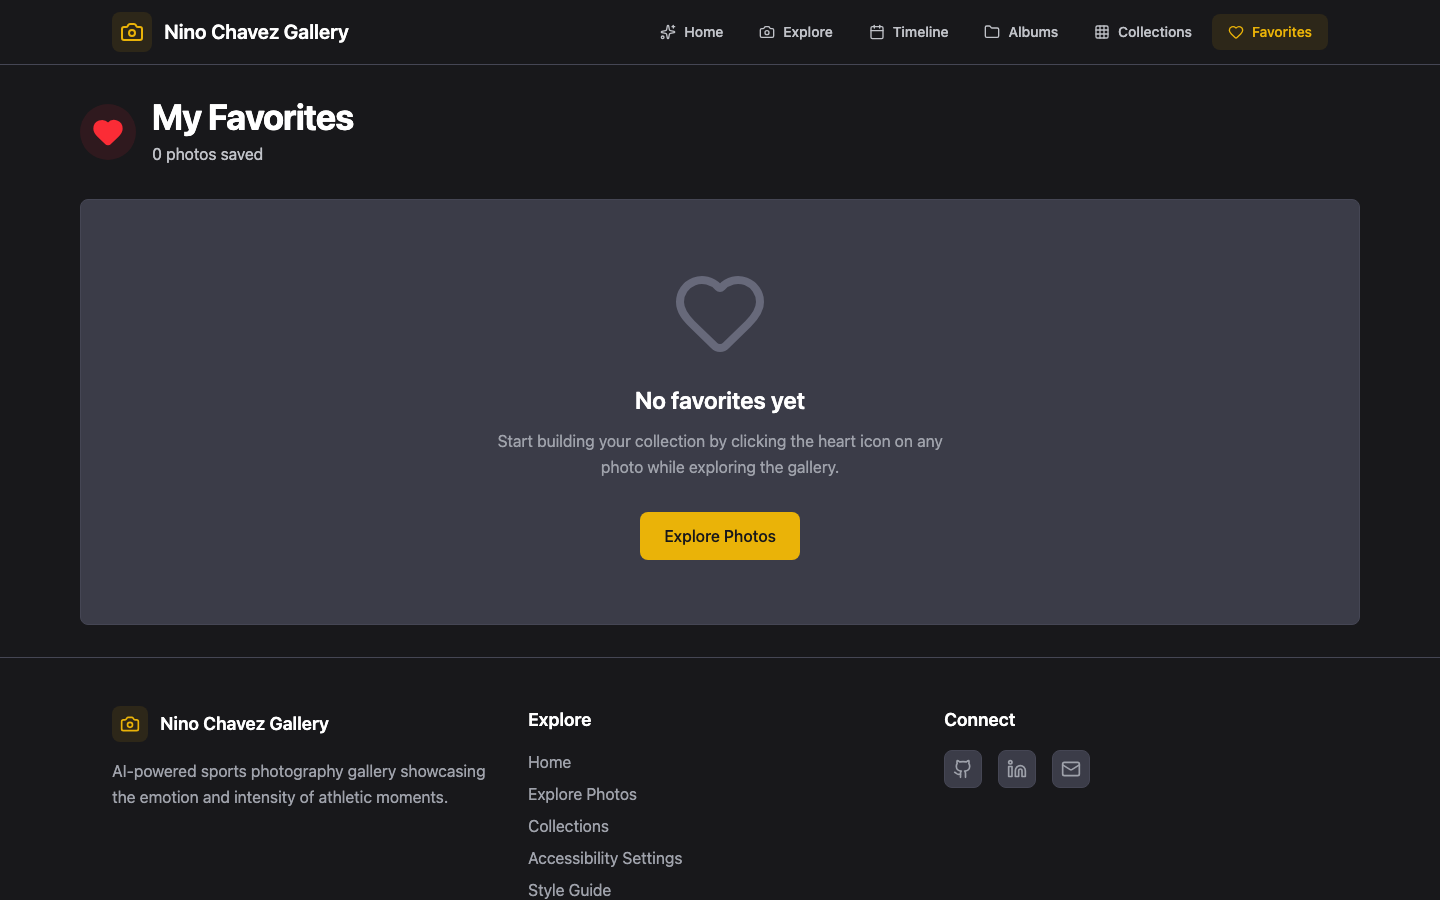 Nino Chavez Gallery
Home
Explore
Timeline
Albums
Collections
Favorites
My Favorites
0 photos saved
No favorites yet
Start building your collection by clicking the heart icon on any
photo while exploring the gallery.
Explore Photos
Nino Chavez Gallery
AI-powered sports photography gallery showcasing
the emotion and intensity of athletic moments.
Explore
Home
Explore Photos
Collections
Accessibility Settings
Style Guide
Connect